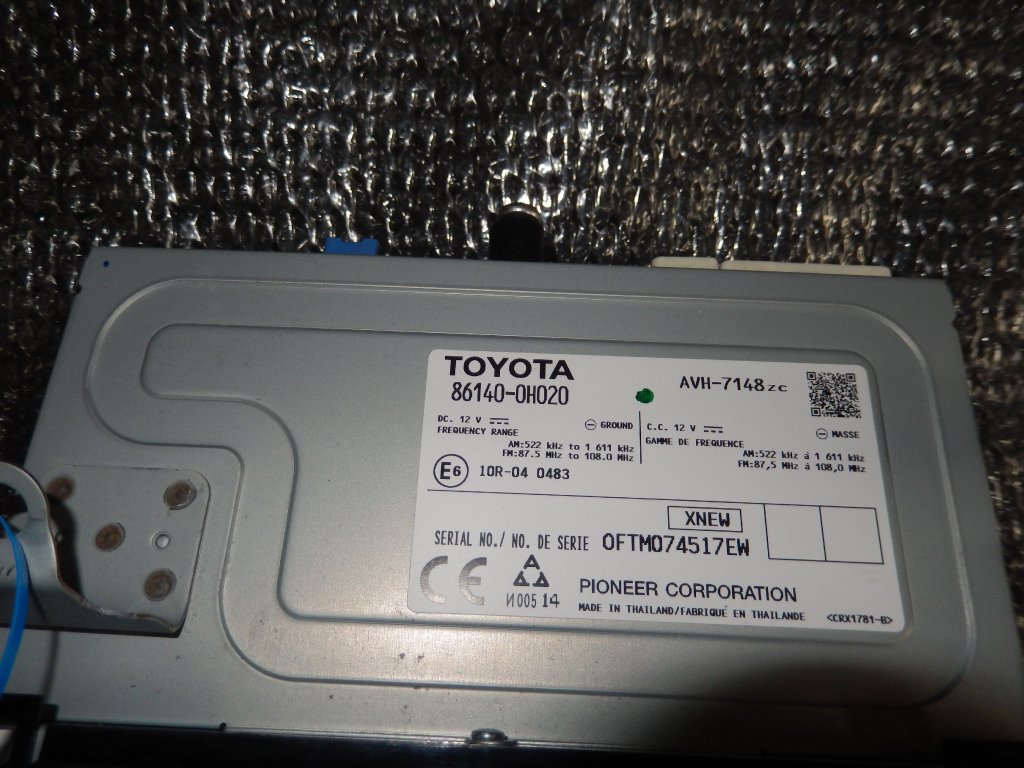 TOYOTA
86140-0H020
AVH-7148zc
DC. 12 V
GROUND
FREQUENCY RANGE
AM:522 kHz to 1 611 kHz
FM:87.5 MHz to 108.0 MHz
C.C. 12 V
MASSE
GAMME DE FREQUENCE
AM:522 kHz à 1 611 kHz
FM:87,5 MHz à 108,0 MHz
E6 10R-04 0483
XNEW
SERIAL NO./ NO. DE SERIE OFTM074517EW
CE
И005 14
PIONEER CORPORATION
MADE IN THAILAND/FABRIQUÉ EN THAILANDE
<CRX1781-B>